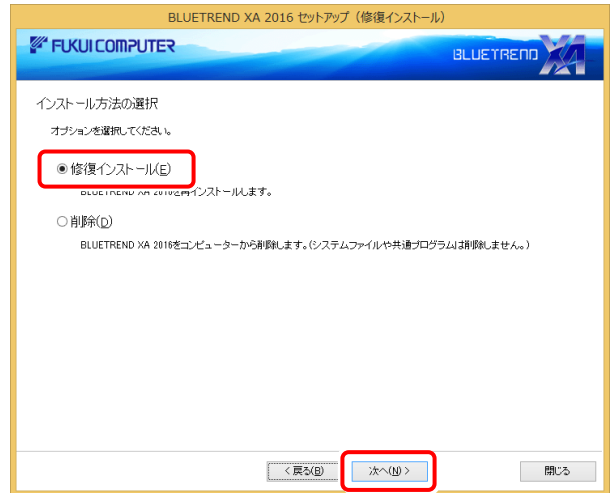 BLUETREND XA 2016 セットアップ（修復インストール）
FUKUI COMPUTER
BLUETREND XA
インストール方法の選択
オプションを選択してください。
修復インストール(E)
BLUETREND XA 2016を再インストールします。
削除(D)
BLUETREND XA 2016をコンピューターから削除します。(システムファイルや共通プログラムは削除しません。)
< 戻る(B)
次へ(N) >
閉じる